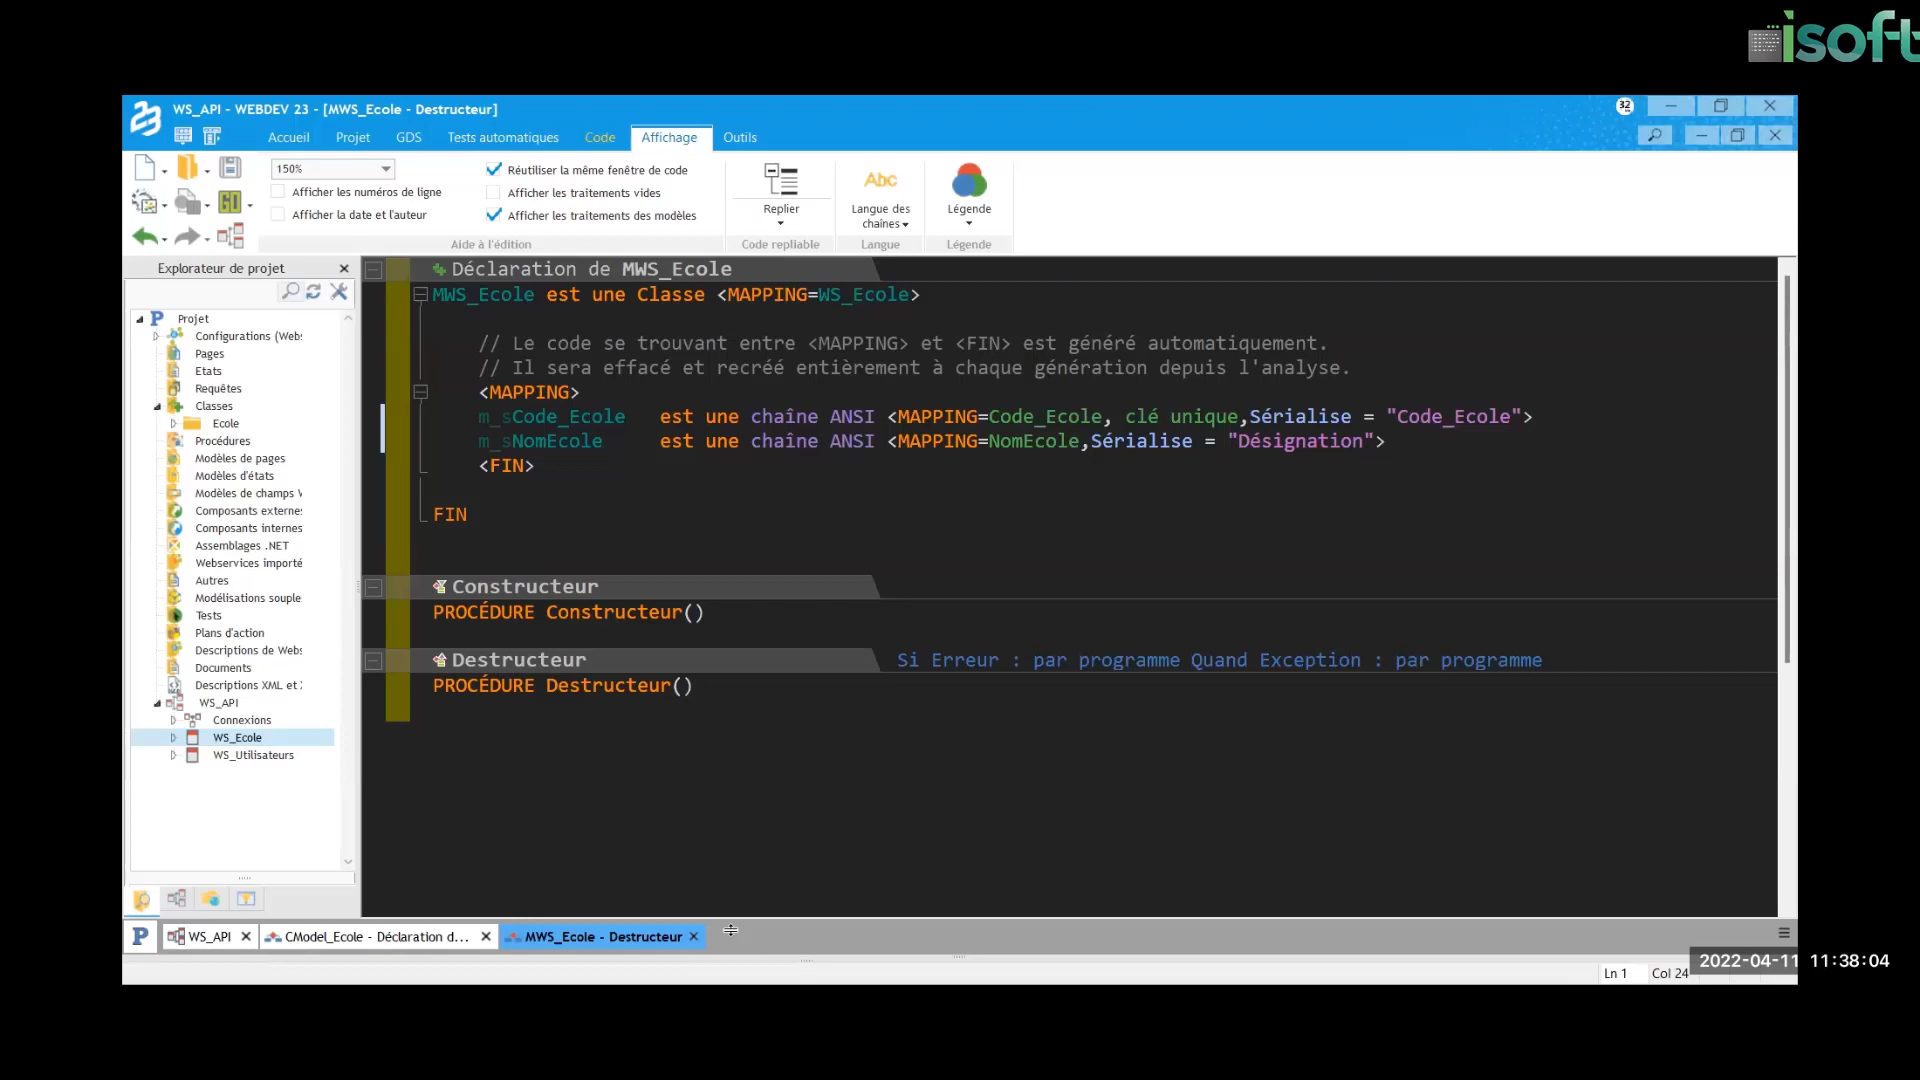 isoft
WS_API - WEBDEV 23 - [MWS_Ecole - Destructeur]
32
Accueil Projet GDS Tests automatiques Code Affichage Outils
150%
Afficher les numéros de ligne
Afficher la date et l'auteur
Réutiliser la même fenêtre de code
Afficher les traitements vides
Afficher les traitements des modèles
Aide à l'édition
Replier
Code repliable
Abc
Langue des
chaînes
Langue
Légende
Légende
GO
Explorateur de projet
Projet
Configurations (Webs
Pages
Etats
Requêtes
Classes
Ecole
Procédures
Modèles de pages
Modèles d'états
Modèles de champs V
Composants externe:
Composants internes
Assemblages .NET
Webservices importé
Autres
Modélisations souple
Tests
Plans d'action
Descriptions de Webs
Documents
Descriptions XML et
WS_API
Connexions
WS_Ecole
WS_Utilisateurs
Déclaration de MWS_Ecole
MWS_Ecole est une Classe <MAPPING=WS_Ecole>
// Le code se trouvant entre <MAPPING> et <FIN> est généré automatiquement.
// Il sera effacé et recréé entièrement à chaque génération depuis l'analyse.
<MAPPING>
m_sCode_Ecole est une chaîne ANSI <MAPPING=Code_Ecole, clé unique,Sérialise = "Code_Ecole">
m_sNomEcole est une chaîne ANSI <MAPPING=NomEcole,Sérialise = "Désignation">
<FIN>
FIN
Constructeur
PROCÉDURE Constructeur()
Destructeur Si Erreur : par programme Quand Exception : par programme
PROCÉDURE Destructeur()
WS_API CModel_Ecole - Déclaration d... MWS_Ecole - Destructeur
2022-04-11 11:38:04
Ln 1 Col 24